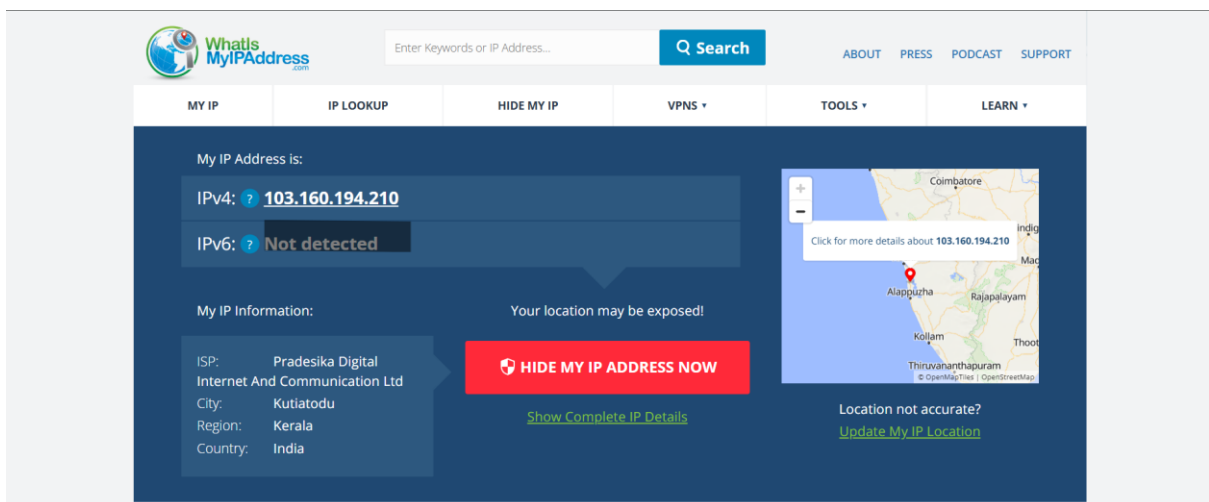 WhatIs
MyIPAddress
.com
Enter Keywords or IP Address...
Search
ABOUT PRESS PODCAST SUPPORT
MY IP IP LOOKUP HIDE MY IP VPNS TOOLS LEARN
My IP Address is:
IPv4: ? 103.160.194.210
IPv6: ? Not detected
My IP Information:
ISP: Pradesika Digital
Internet And Communication Ltd
City: Kutiatodu
Region: Kerala
Country: India
Your location may be exposed!
HIDE MY IP ADDRESS NOW
Show Complete IP Details
+
−
Coimbatore
Click for more details about 103.160.194.210
Alappuzha
Rajapalayam
Kollam
Thiruvananthapuram
© OpenMapTiles | OpenStreetMap
Location not accurate?
Update My IP Location